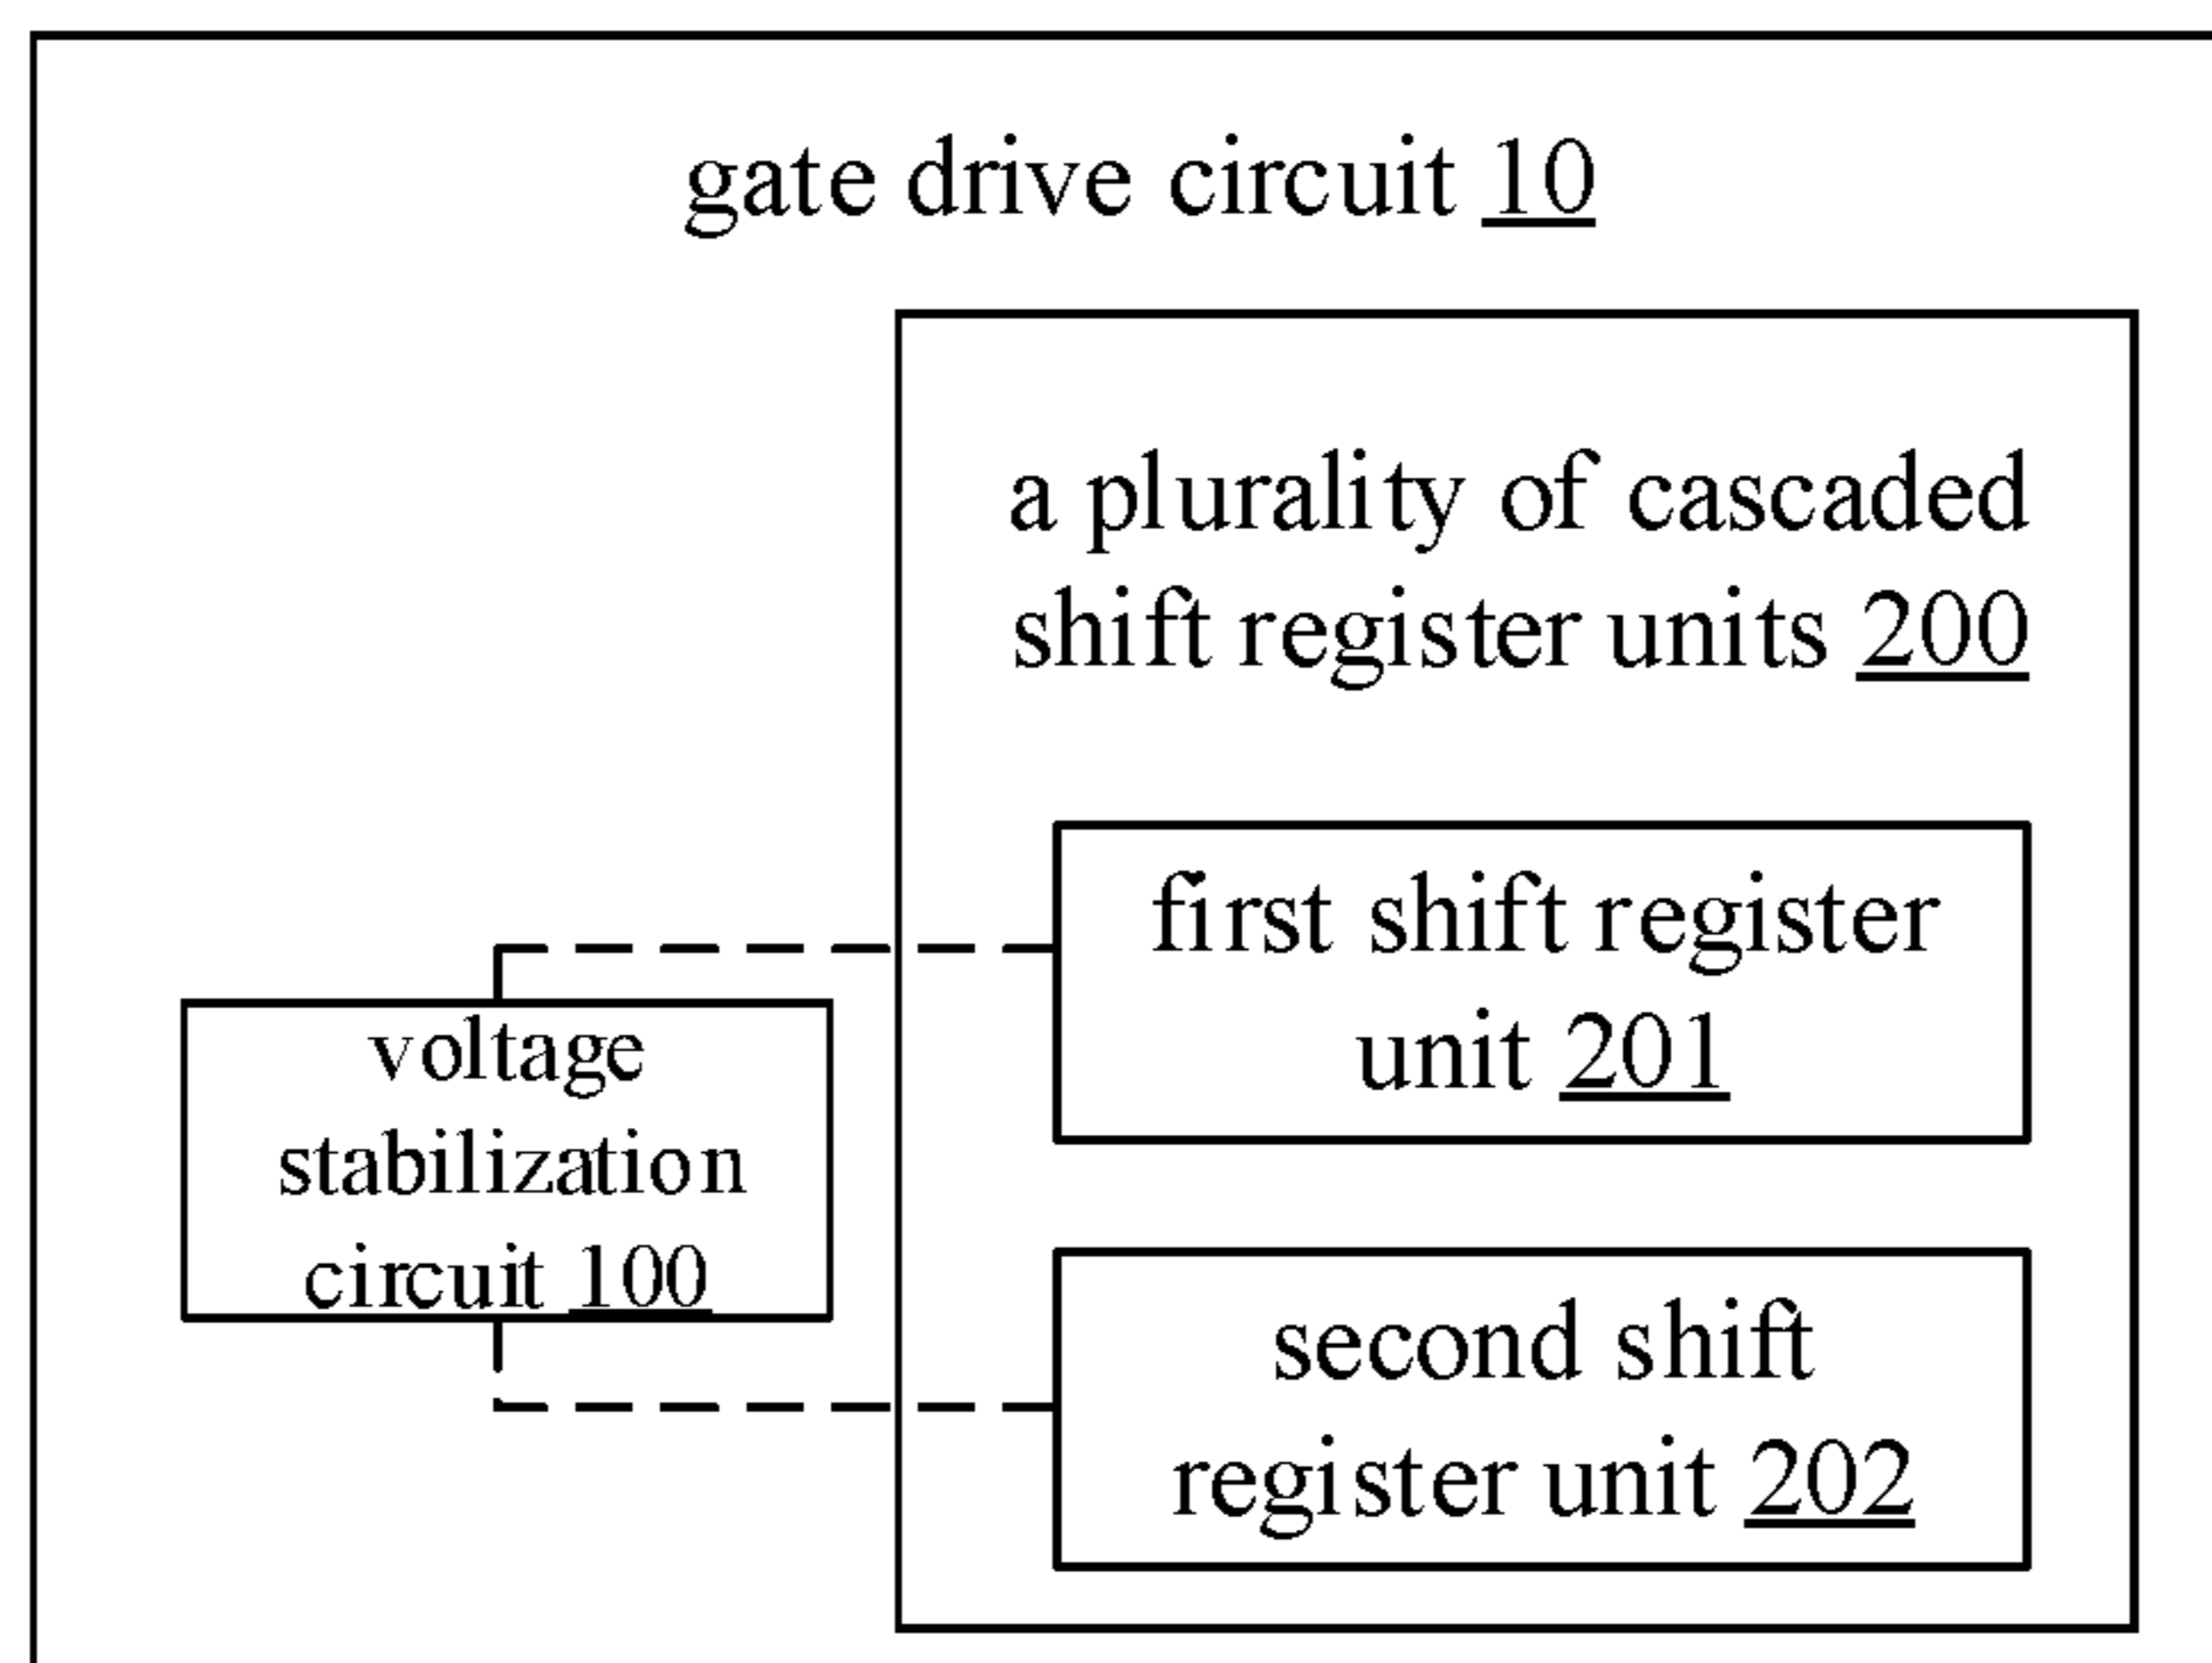 gate drive circuit 10
a plurality of cascaded
shift register units 200
first shift register
unit 201
voltage
stabilization
circuit 100
second shift
register unit 202